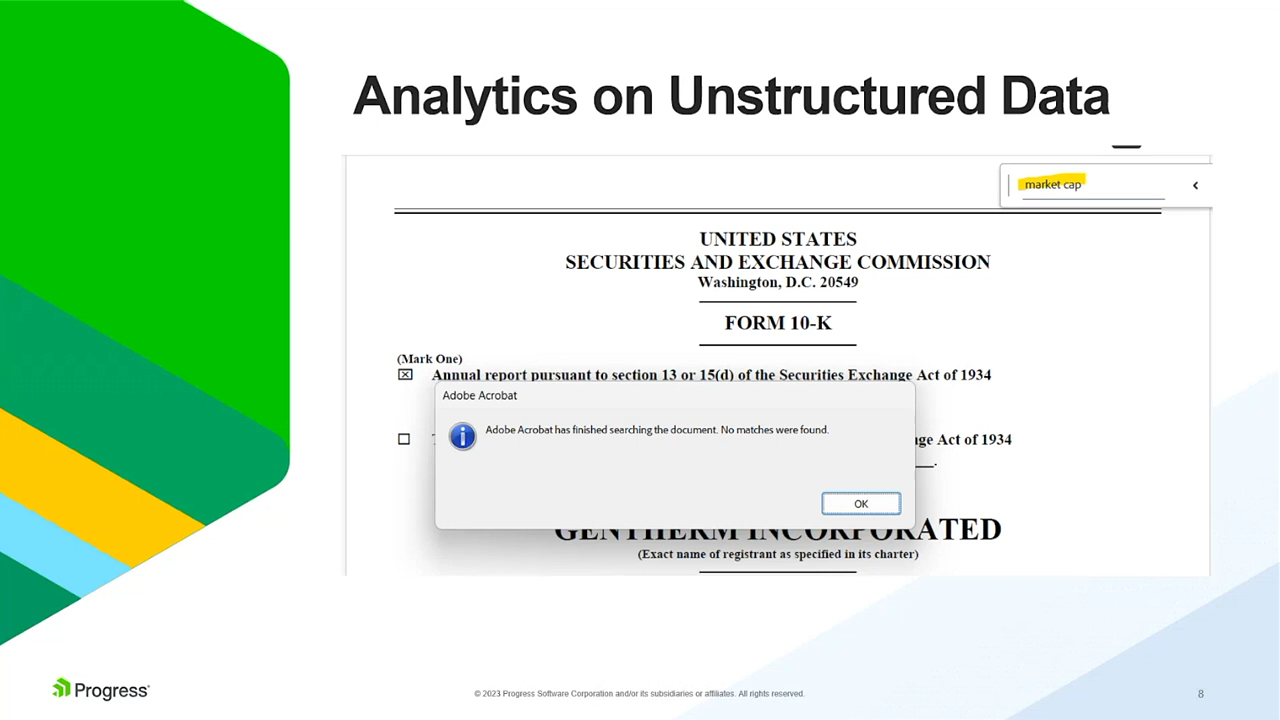 Analytics on Unstructured Data
market cap
UNITED STATES
SECURITIES AND EXCHANGE COMMISSION
Washington, D.C. 20549
FORM 10-K
(Mark One)
☒ Annual report pursuant to section 13 or 15(d) of the Securities Exchange Act of 1934
Adobe Acrobat
Adobe Acrobat has finished searching the document. No matches were found.
☐ nge Act of 1934
OK
GENTHERM INCORPORATED
(Exact name of registrant as specified in its charter)
Progress
© 2023 Progress Software Corporation and/or its subsidiaries or affiliates. All rights reserved.
8